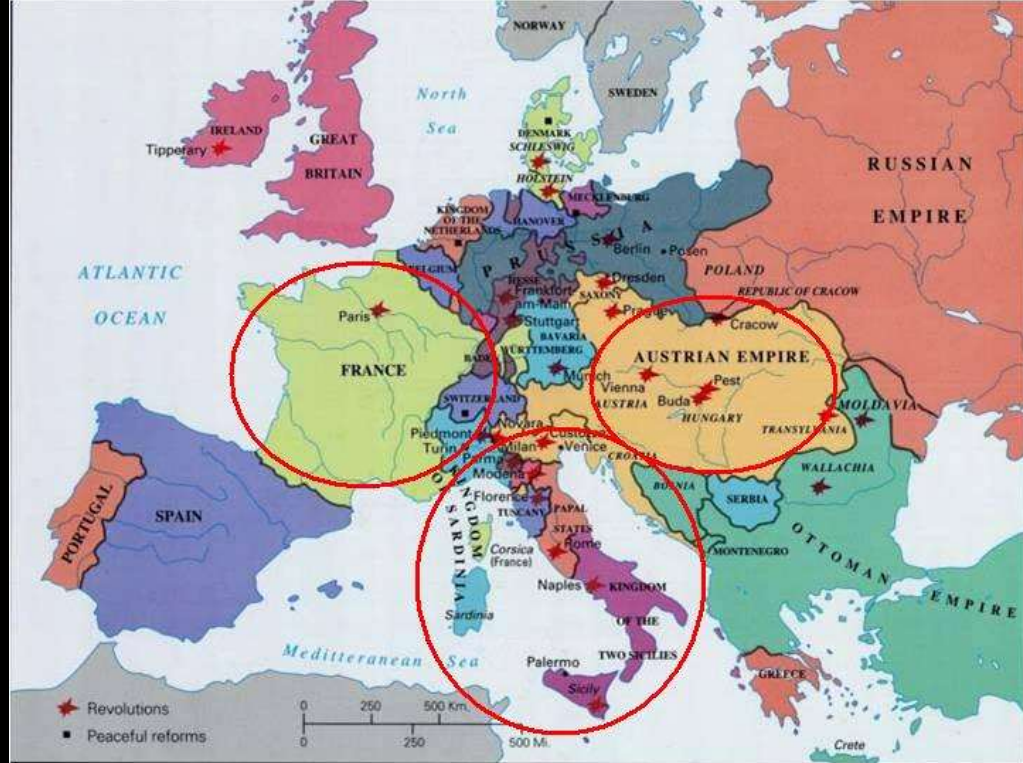 NORWAY
SWEDEN
North
Sea
IRELAND
Tipperary
GREAT
BRITAIN
DENMARK
SCHLESWIG
HOLSTEIN
MECKLENBURG
RUSSIAN
EMPIRE
KINGDOM
OF THE
NETHERLANDS
HANOVER
PRUSSIA
Berlin
Posen
ATLANTIC
OCEAN
BELGIUM
HESSE
Frankfort
am-Main
Dresden
SAXONY
POLAND
REPUBLIC OF CRACOW
Paris
Stuttgart
Prague
Cracow
BAVARIA
WÜRTTEMBERG
BADEN
FRANCE
AUSTRIAN EMPIRE
Munich
Vienna
Pest
Buda
AUSTRIA
HUNGARY
SWITZERLAND
MOLDAVIA
TRANSYLVANIA
Novara
Piedmont
Turin
Milan
Custozza
Venice
CROATIA
Parma
Modena
WALLACHIA
BOSNIA
SERBIA
Florence
TUSCANY
PAPAL
STATES
Rome
KINGDOM
OF SARDINIA
PORTUGAL
SPAIN
Corsica
(France)
MONTENEGRO
OTTOMAN
EMPIRE
Naples
KINGDOM
OF THE
TWO SICILIES
Sardinia
Mediterranean Sea
Palermo
Sicily
GREECE
Crete
Revolutions
Peaceful reforms
0 250 500 Km.
0 250 500 Mi.